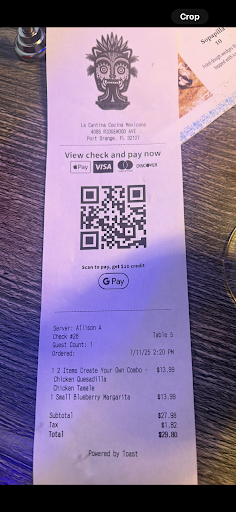 Crop
Sopapilla
10
La Cantina Cocina Mexicana
4085 RIDGEWOOD AVE
Port Orange, FL 32127
View check and pay now
Pay VISA DISCOVER
Scan to pay, get $10 credit
G Pay
Server: Allison A
Check #28 Table 5
Guest Count: 1
Ordered: 7/11/25 2:20 PM
1 2 Items Create Your Own Combo - $13.99
Chicken Quesadilla
Chicken Tamale
1 Small Blueberry Margarita $13.99
Subtotal $27.98
Tax $1.82
Total $29.80
Powered by Toast